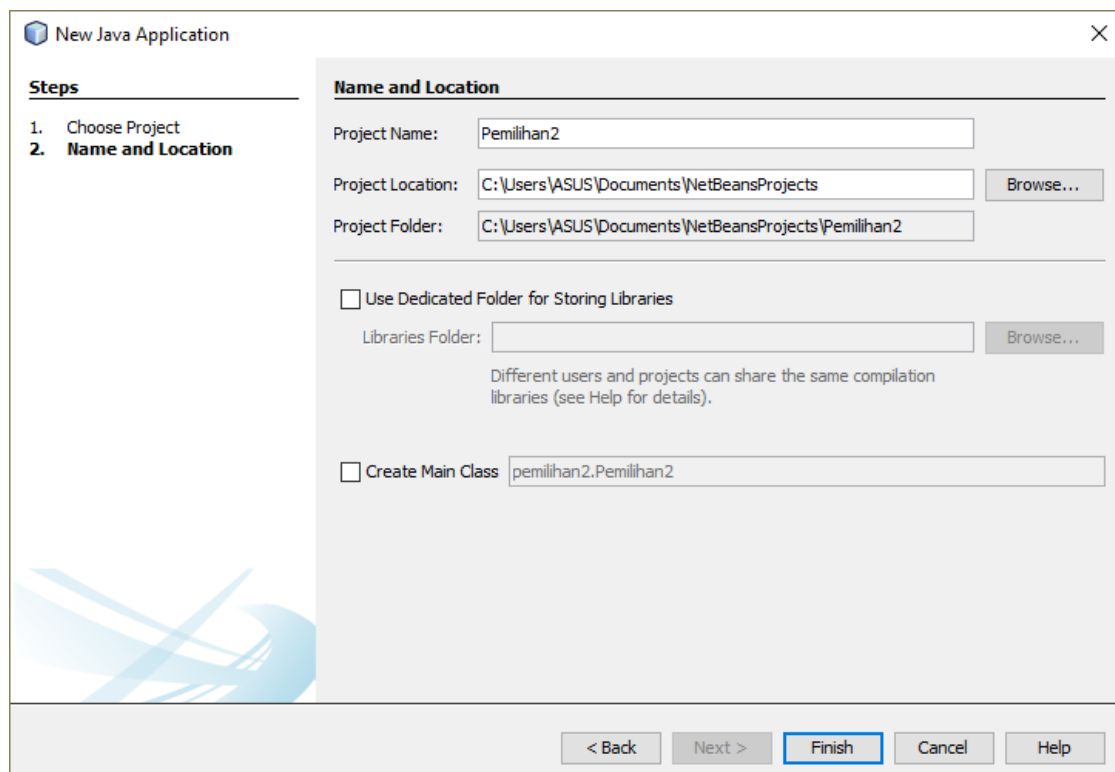 New Java Application
Steps
1. Choose Project
2. Name and Location
Name and Location
Project Name: Pemilihan2
Project Location: C:\Users\ASUS\Documents\NetBeansProjects Browse...
Project Folder: C:\Users\ASUS\Documents\NetBeansProjects\Pemilihan2
Use Dedicated Folder for Storing Libraries
Libraries Folder: Browse...
Different users and projects can share the same compilation
libraries (see Help for details).
Create Main Class pemilihan2.Pemilihan2
< Back Next > Finish Cancel Help